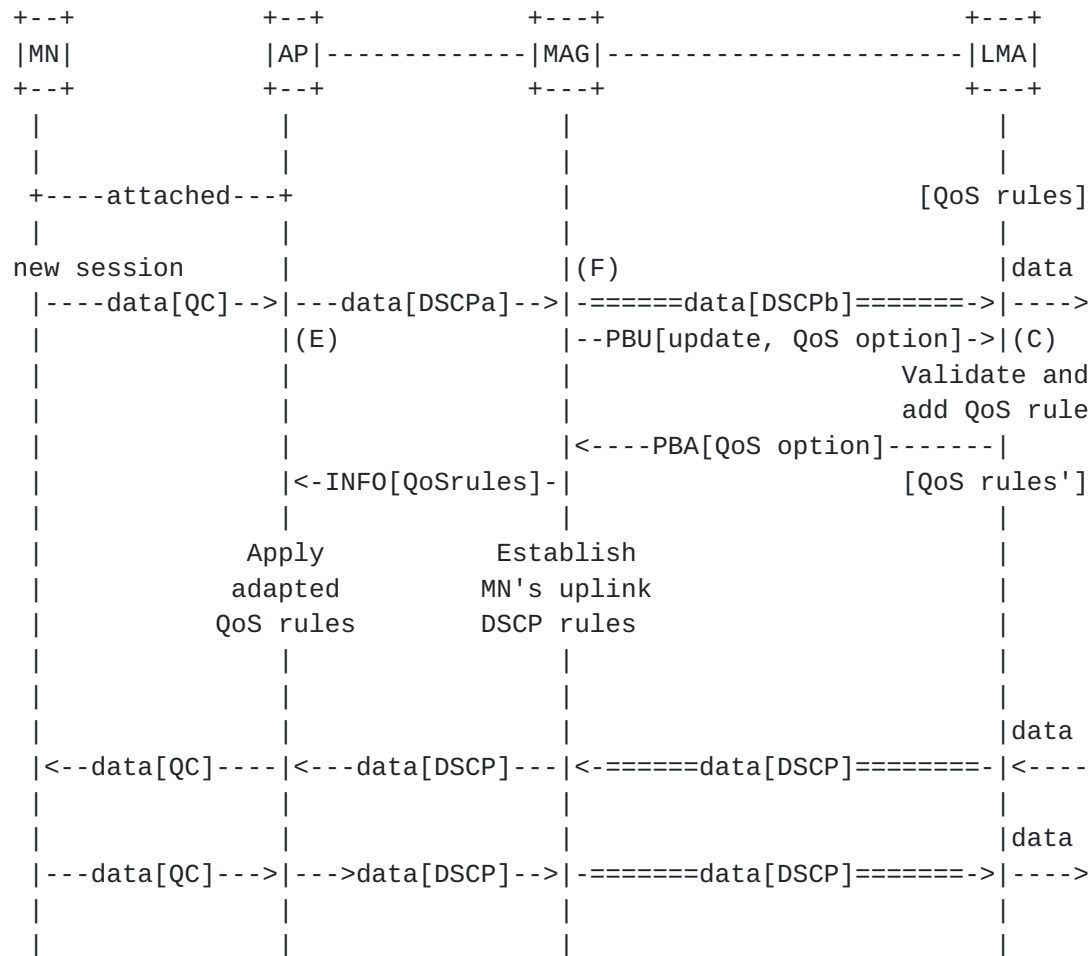 +--+            +--+             +---+                       +---+
|MN|            |AP|-------------|MAG|-----------------------|LMA|
+--+            +--+             +---+                       +---+
 |               |                 |                           |
 |               |                 |                           |
 +----attached---+                 |                      [QoS rules]
 |               |                 |                           |
new session      |                 |(F)                        |data
 |----data[QC]-->|---data[DSCPa]-->|-======data[DSCPb]=======->|---->
 |               |(E)              |--PBU[update, QoS option]->|(C)
 |               |                 |                     Validate and
 |               |                 |                     add QoS rule
 |               |                 |<----PBA[QoS option]-------|
 |               |<-INFO[QoSrules]-|                     [QoS rules']
 |               |                 |                           |
 |             Apply           Establish                       |
 |            adapted         MN's uplink                      |
 |           QoS rules        DSCP rules                       |
 |               |                 |                           |
 |               |                 |                           |
 |               |                 |                           |data
 |<--data[QC]----|<---data[DSCP]---|<-======data[DSCP]========-|<----
 |               |                 |                           |
 |               |                 |                           |data
 |---data[QC]--->|--->data[DSCP]-->|-=======data[DSCP]=======->|---->
 |               |                 |                           |
 |               |                 |                           |